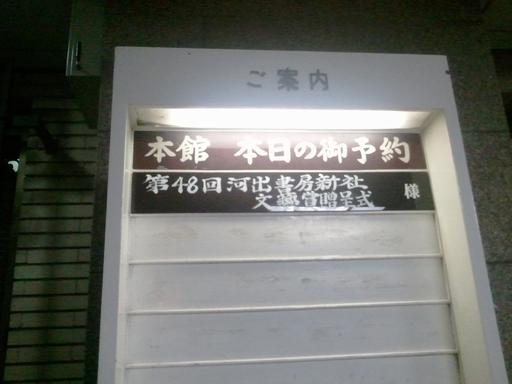 ご案内
本館 本日の御予約
第48回河出書房新社
文藝賞贈呈式 様